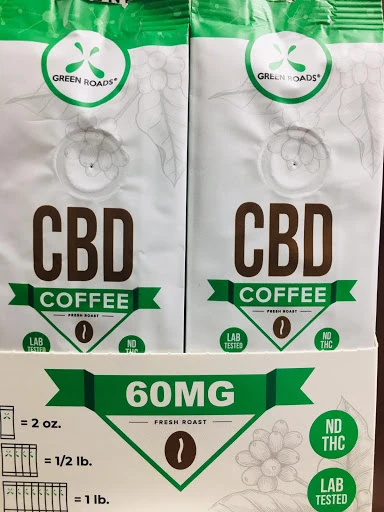 GREEN ROADS®
CBD
COFFEE
FRESH ROAST
LAB
TESTED
ND
THC
GREEN ROADS®
CBD
COFFEE
FRESH ROAST
LAB
TESTED
ND
THC
60MG
FRESH ROAST
= 2 oz.
= 1/2 lb.
= 1 lb.
ND
THC
LAB
TESTED